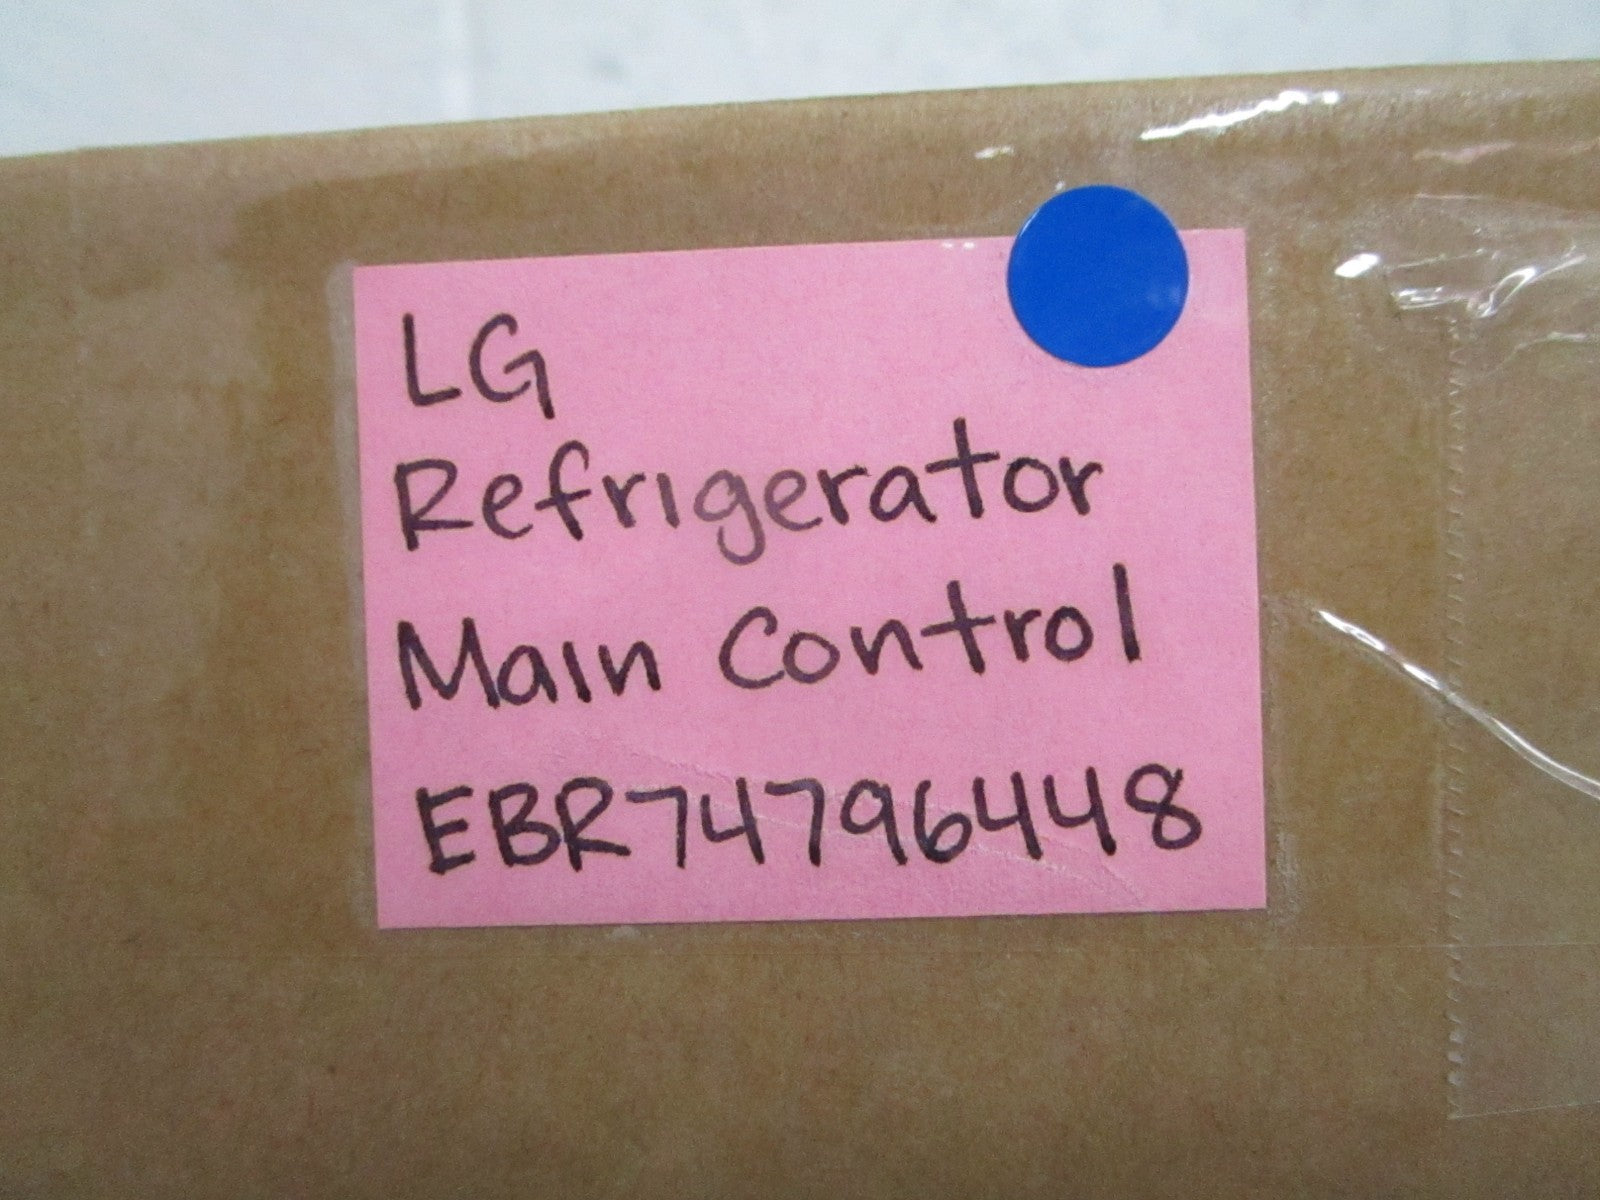 LG
Refrigerator
Main Control
EBR74796448